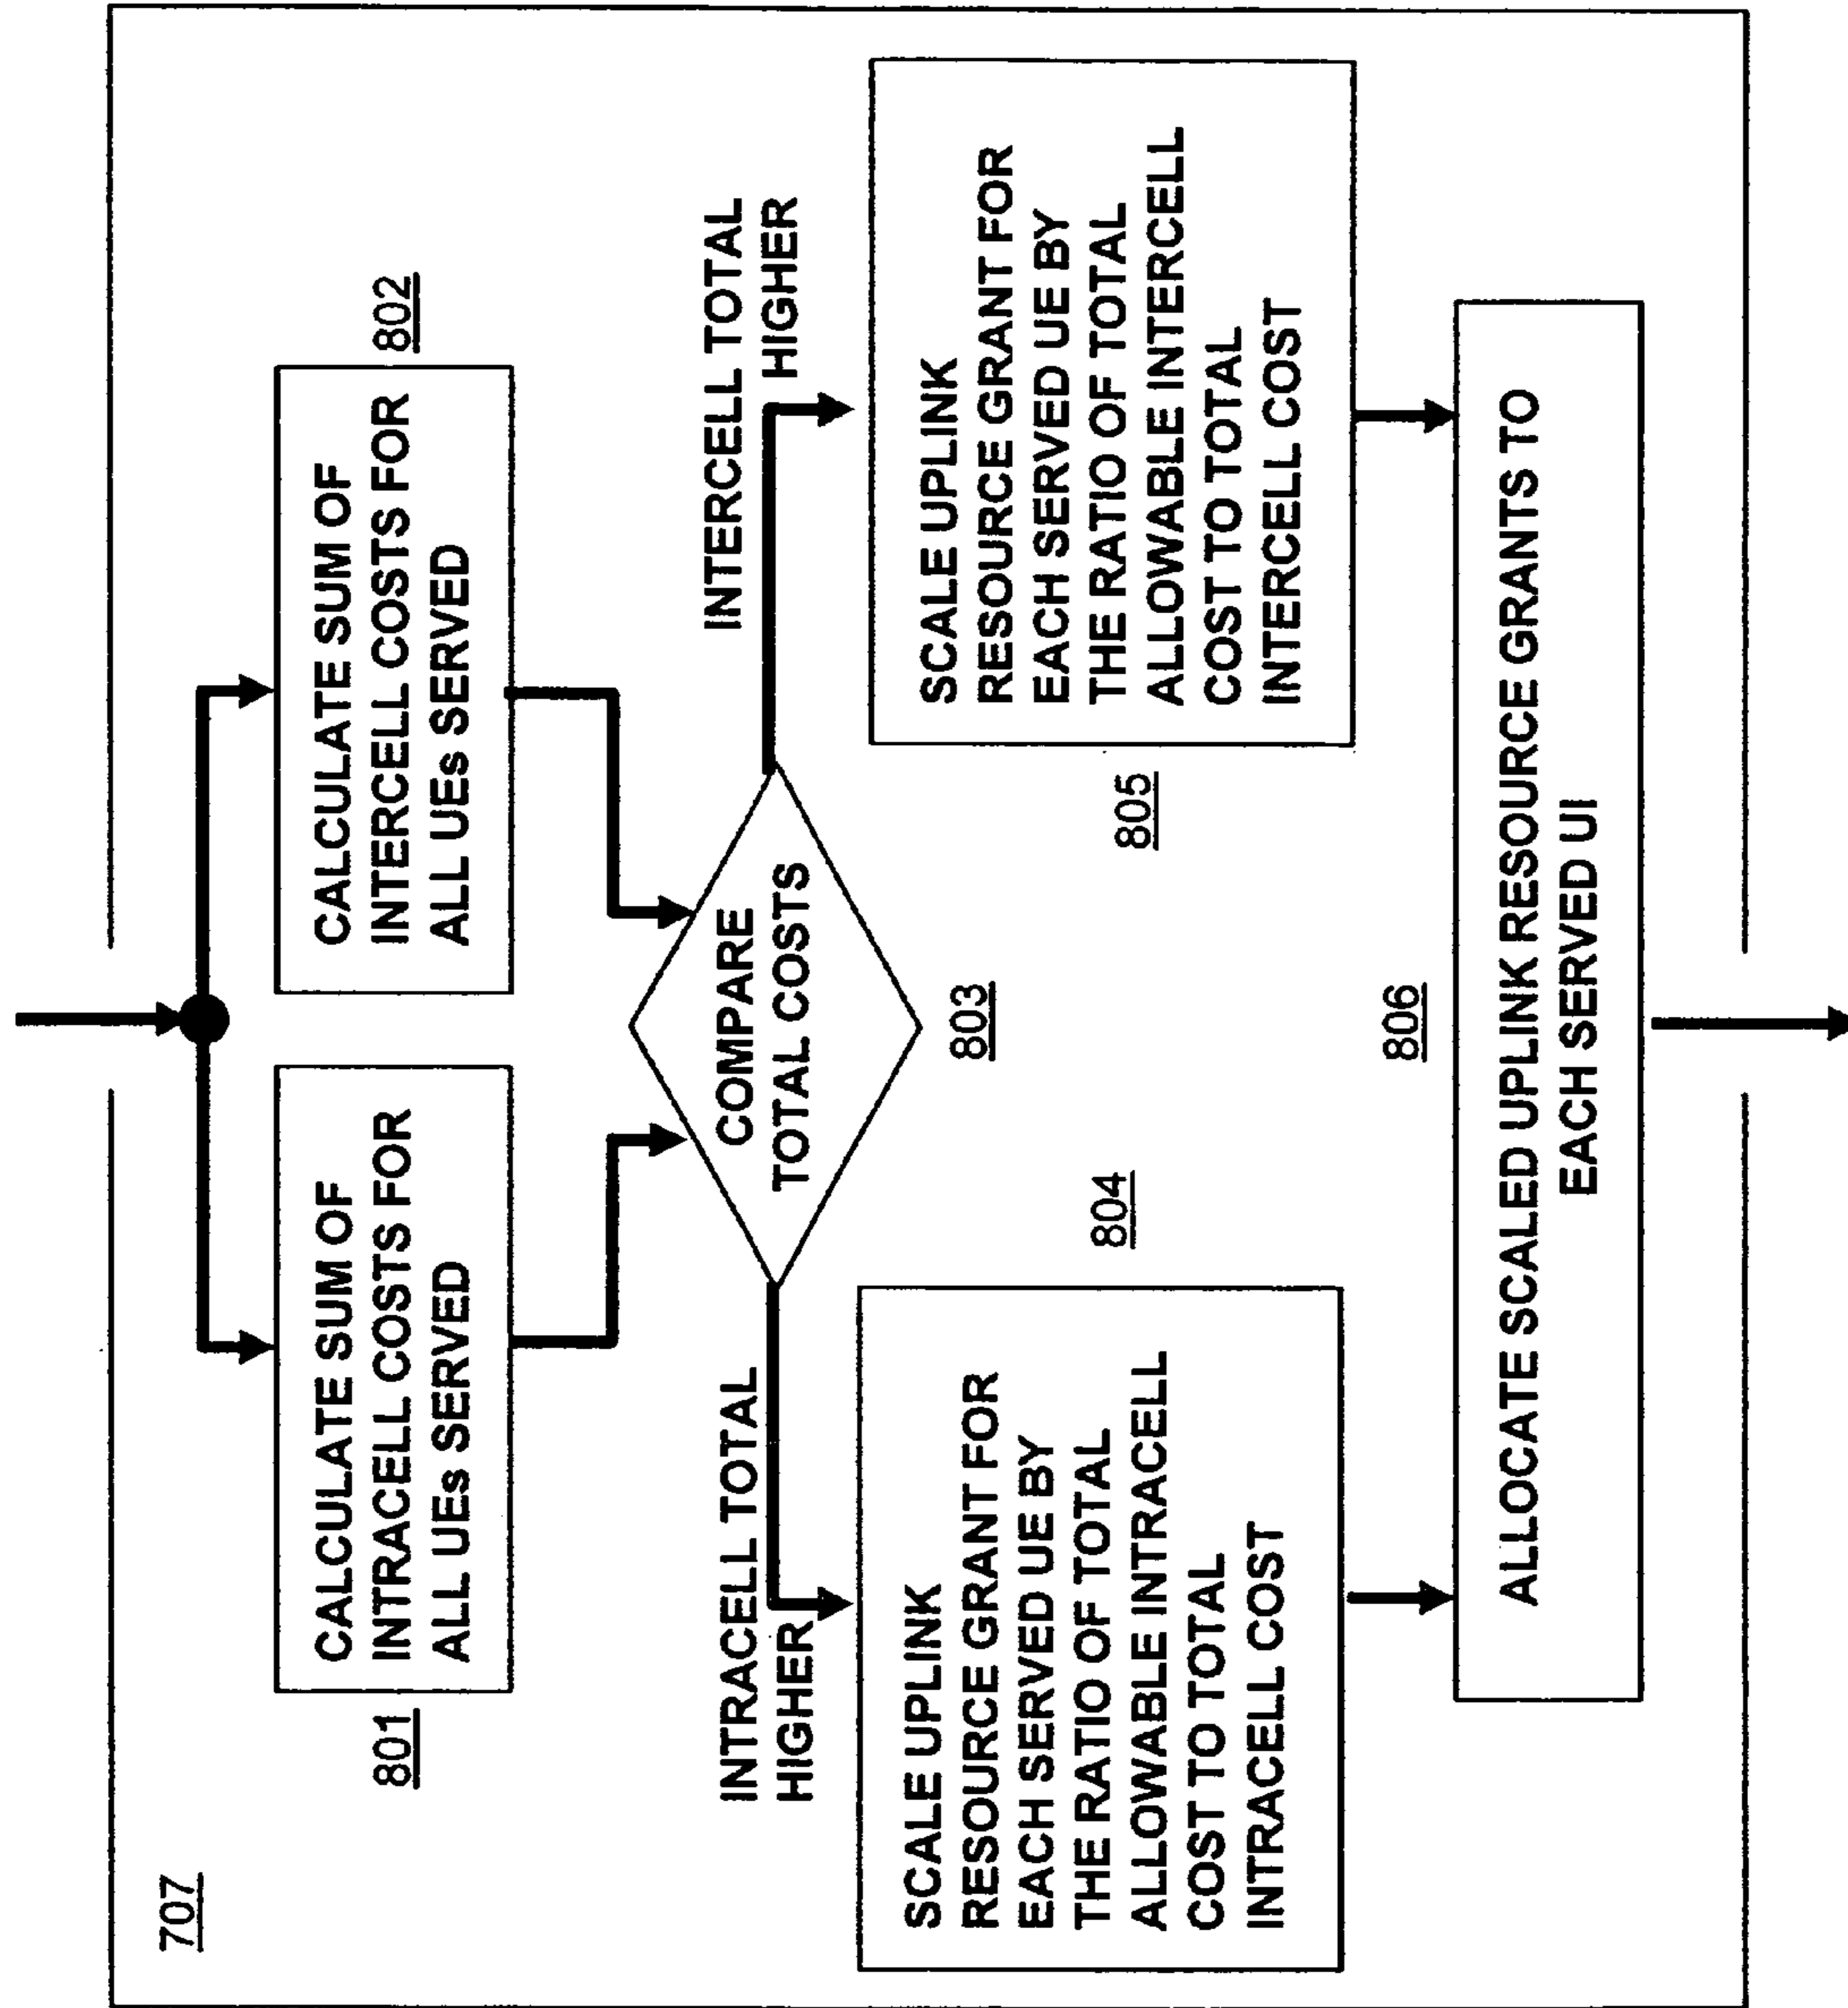 707
801
CALCULATE SUM OF
INTRACELL COSTS FOR
ALL UEs SERVED
CALCULATE SUM OF
INTERCELL COSTS FOR
ALL UEs SERVED
802
COMPARE
TOTAL COSTS
803
INTRACELL TOTAL
HIGHER
INTERCELL TOTAL
HIGHER
SCALE UPLINK
RESOURCE GRANT FOR
EACH SERVED UE BY
THE RATIO OF TOTAL
ALLOWABLE INTRACELL
COST TO TOTAL
INTRACELL COST
804
805
SCALE UPLINK
RESOURCE GRANT FOR
EACH SERVED UE BY
THE RATIO OF TOTAL
ALLOWABLE INTERCELL
COST TO TOTAL
INTERCELL COST
806
ALLOCATE SCALED UPLINK RESOURCE GRANTS TO
EACH SERVED UI